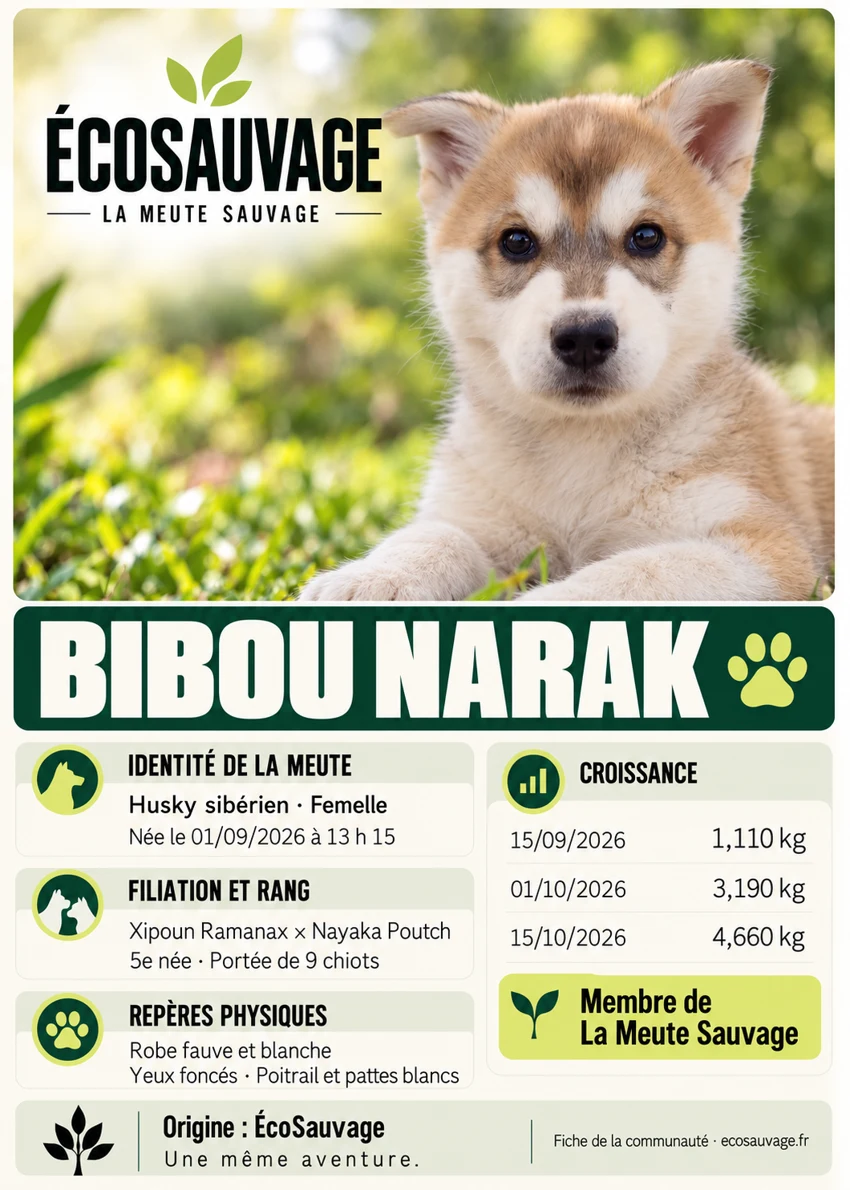 ÉCOSAUVAGE
LA MEUTE SAUVAGE
BIBOU NARAK
IDENTITÉ DE LA MEUTE
Husky sibérien · Femelle
Née le 01/09/2026 à 13 h 15
FILIATION ET RANG
Xipoun Ramanax × Nayaka Poutch
5e née · Portée de 9 chiots
REPÈRES PHYSIQUES
Robe fauve et blanche
Yeux foncés · Poitrail et pattes blancs
CROISSANCE
15/09/2026 1,110 kg
01/10/2026 3,190 kg
15/10/2026 4,660 kg
Membre de
La Meute Sauvage
Origine : ÉcoSauvage
Une même aventure.
Fiche de la communauté · ecosauvage.fr